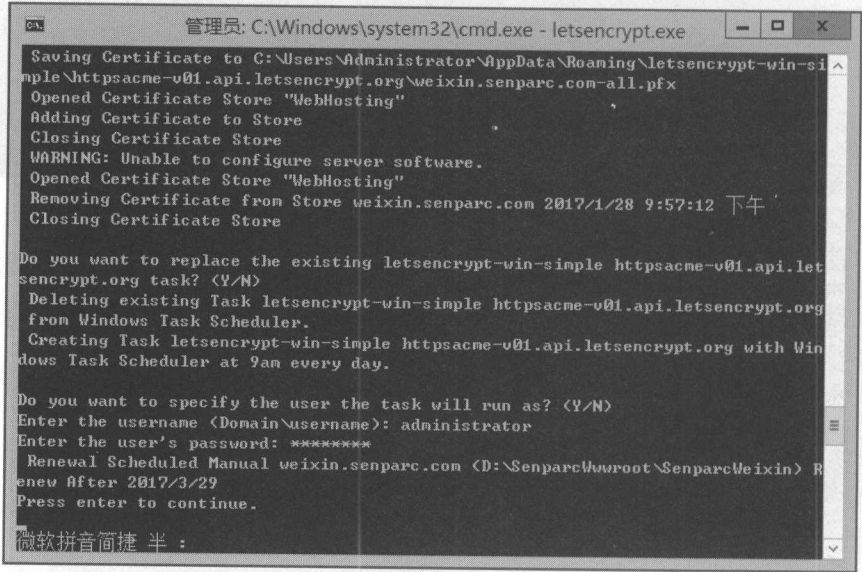 管理员: C:\Windows\system32\cmd.exe - letsencrypt.exe
Saving Certificate to C:\Users\Administrator\AppData\Roaming\letsencrypt-win-si
mple\httpsacme-v01.api.letsencrypt.org\weixin.senparc.com-all.pfx
Opened Certificate Store "WebHosting"
Adding Certificate to Store
Closing Certificate Store
WARNING: Unable to configure server software.
Opened Certificate Store "WebHosting"
Removing Certificate from Store weixin.senparc.com 2017/1/28 9:57:12 下午
Closing Certificate Store
Do you want to replace the existing letsencrypt-win-simple httpsacme-v01.api.let
sencrypt.org task? (Y/N)
Deleting existing Task letsencrypt-win-simple httpsacme-v01.api.letsencrypt.org
from Windows Task Scheduler.
Creating Task letsencrypt-win-simple httpsacme-v01.api.letsencrypt.org with Win
dows Task Scheduler at 9am every day.
Do you want to specify the user the task will run as? (Y/N)
Enter the username (Domain\username): administrator
Enter the user's password: ********
Renewal Scheduled Manual weixin.senparc.com (D:\SenparcWwwroot\SenparcWeixin) R
enew After 2017/3/29
Press enter to continue.
微软拼音简捷 半 :